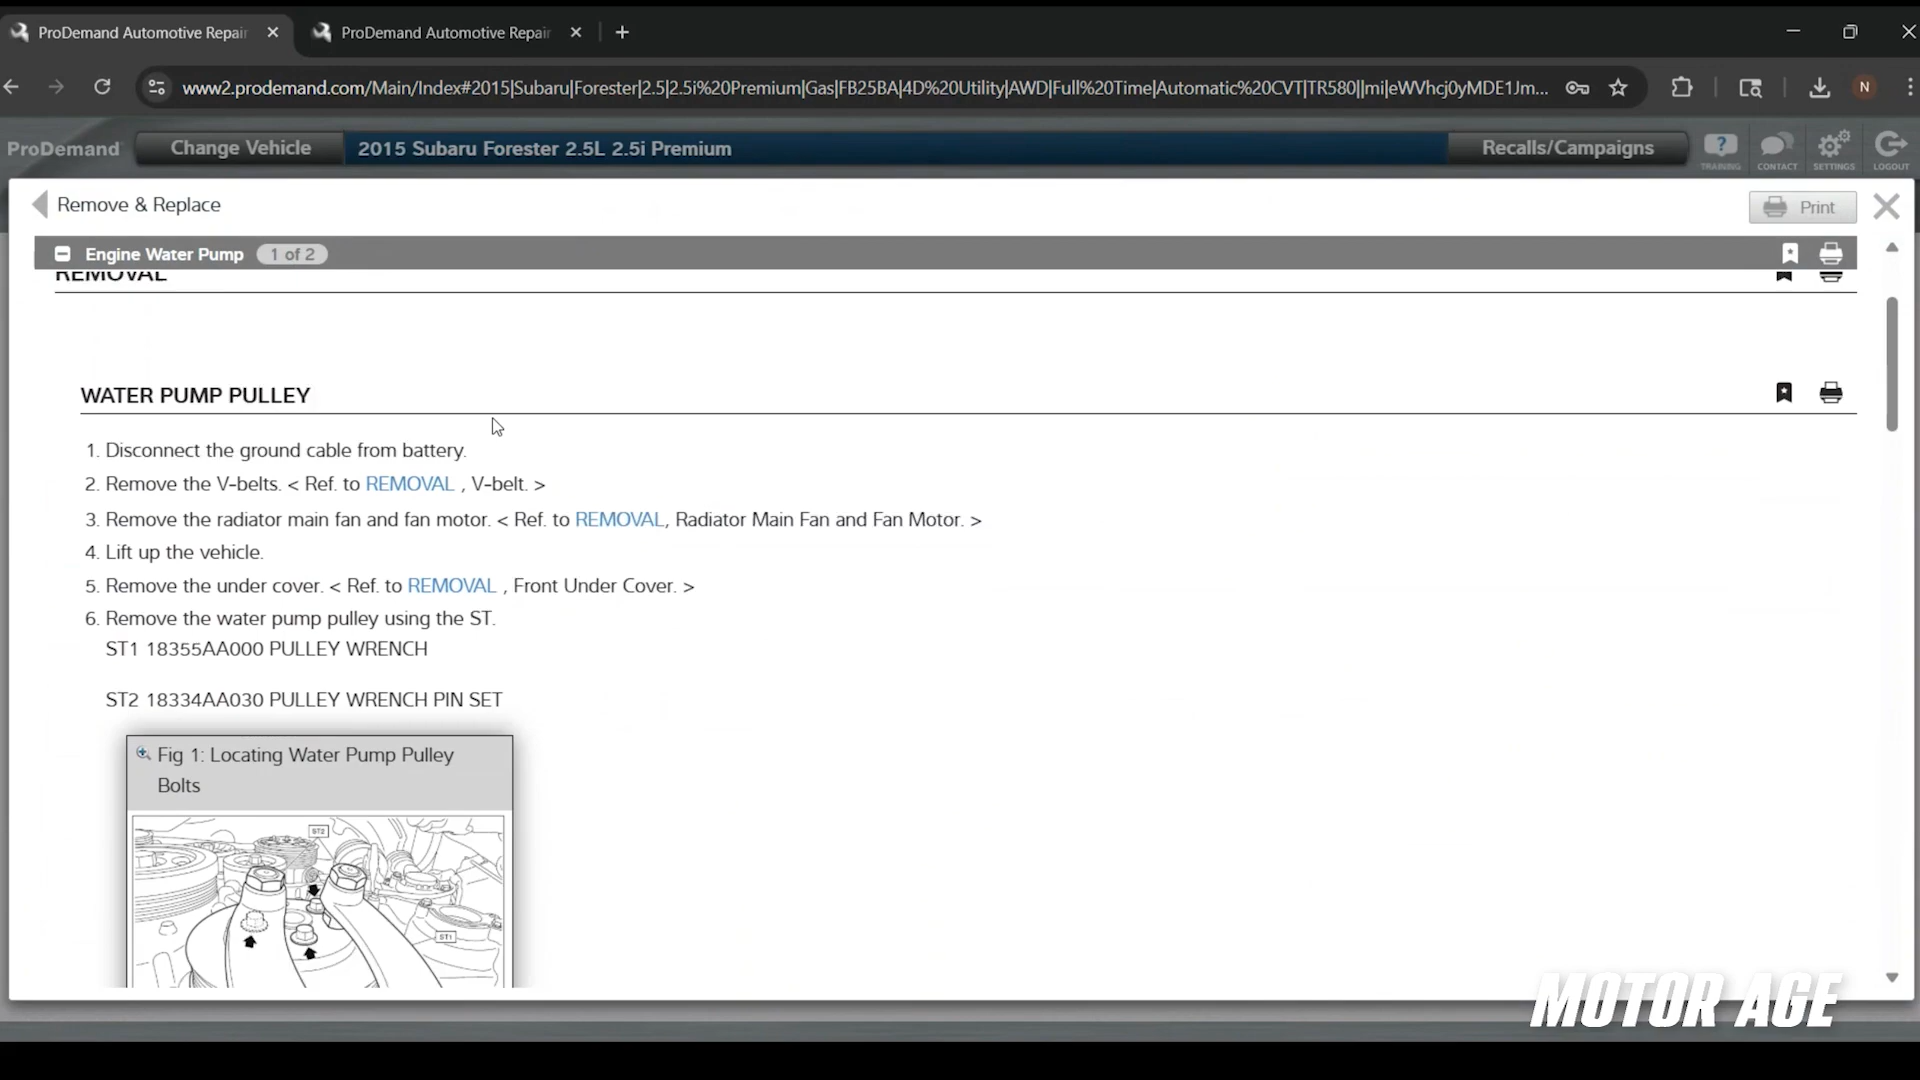 ProDemand Automotive Repair
ProDemand Automotive Repair
www2.prodemand.com/Main/Index#2015|Subaru|Forester|2.5|2.5i%20Premium|Gas|FB25BA|4D%20Utility|AWD|Full%20Time|Automatic%20CVT|TR580||mi|eWVhcj0yMDE1Jm...
N
ProDemand
Change Vehicle
2015 Subaru Forester 2.5L 2.5i Premium
Recalls/Campaigns
?
TRAINING
CONTACT
SETTINGS
LOGOUT
Remove & Replace
Print
Engine Water Pump 1 of 2
REMOVAL
WATER PUMP PULLEY
1. Disconnect the ground cable from battery.
2. Remove the V-belts. < Ref. to REMOVAL , V-belt. >
3. Remove the radiator main fan and fan motor. < Ref. to REMOVAL, Radiator Main Fan and Fan Motor. >
4. Lift up the vehicle.
5. Remove the under cover. < Ref. to REMOVAL , Front Under Cover. >
6. Remove the water pump pulley using the ST.
ST1 18355AA000 PULLEY WRENCH
ST2 18334AA030 PULLEY WRENCH PIN SET
Fig 1: Locating Water Pump Pulley
Bolts
ST2
ST1
MOTOR AGE